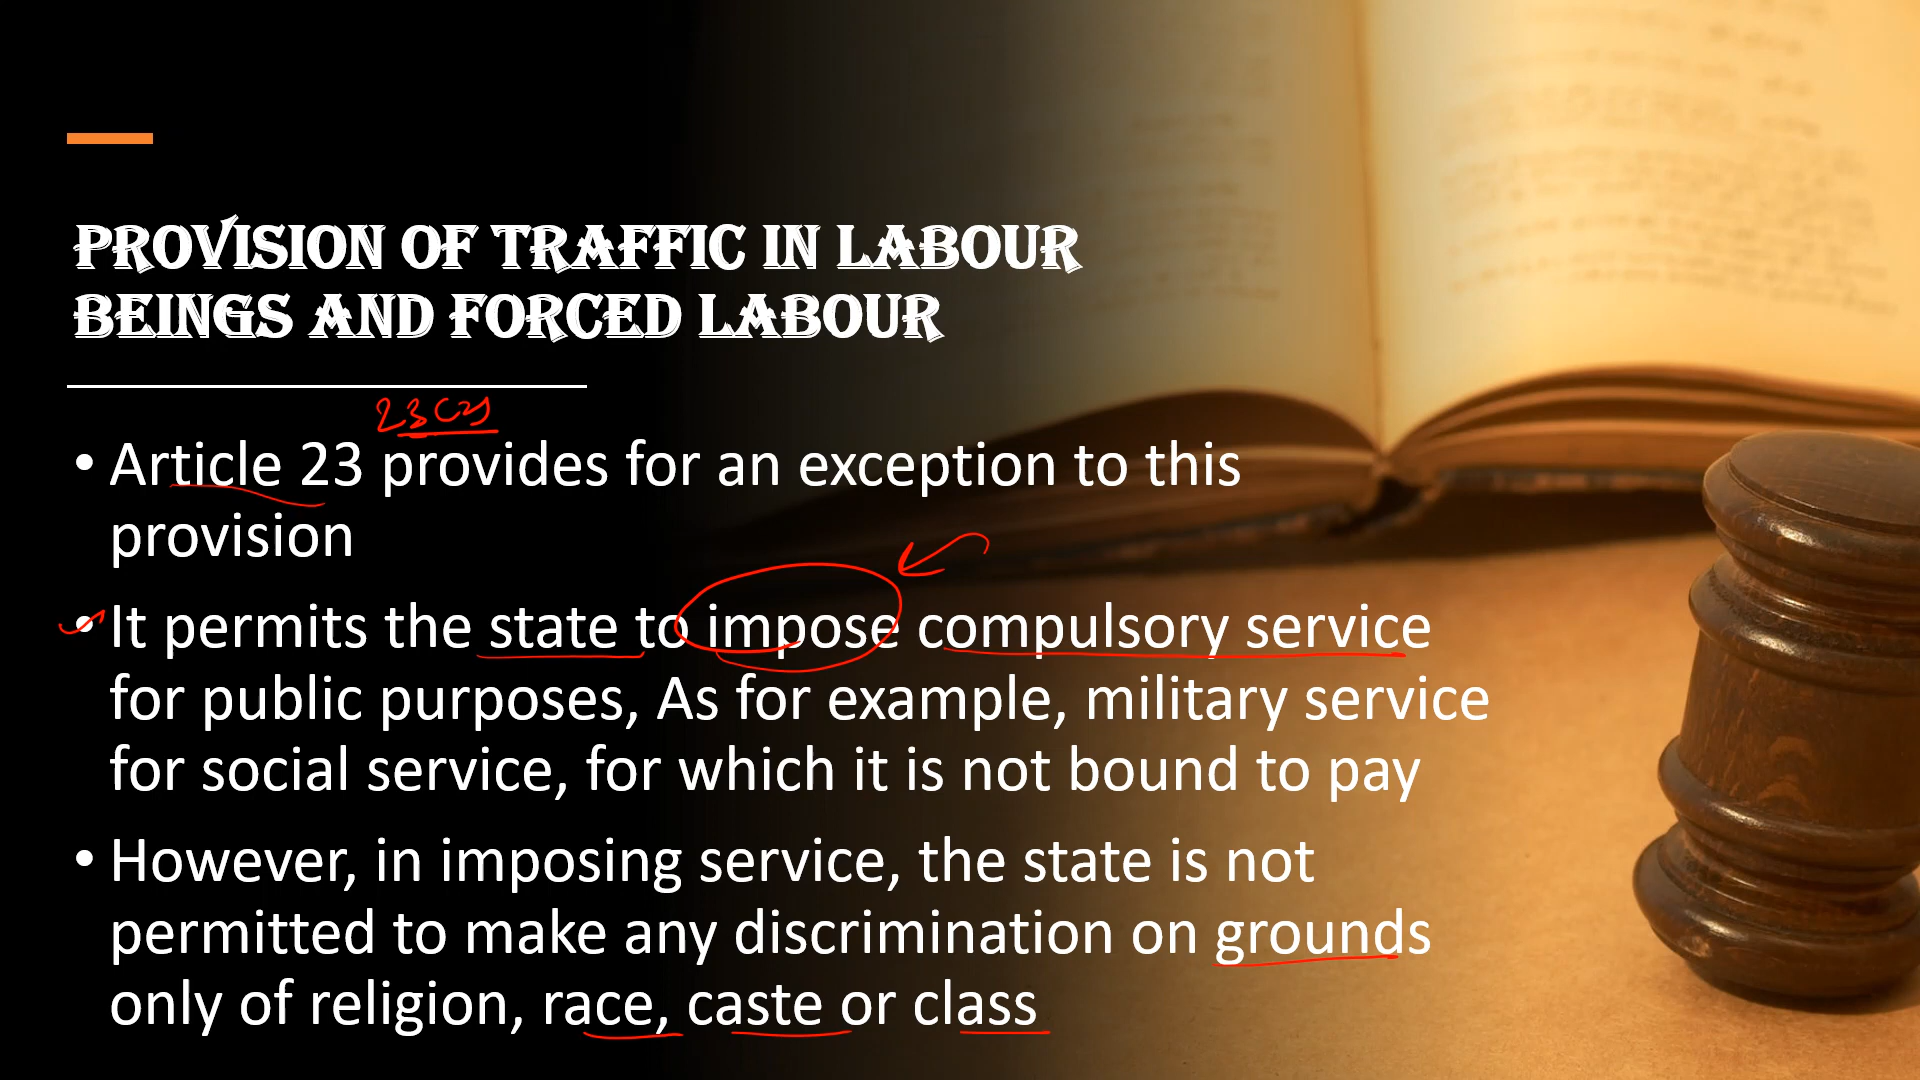 PROVISION OF TRAFFIC IN LABOUR
BEINGS AND FORCED LABOUR
23(2)
• Article 23 provides for an exception to this
provision
• It permits the state to impose compulsory service
for public purposes, As for example, military service
for social service, for which it is not bound to pay
• However, in imposing service, the state is not
permitted to make any discrimination on grounds
only of religion, race, caste or class